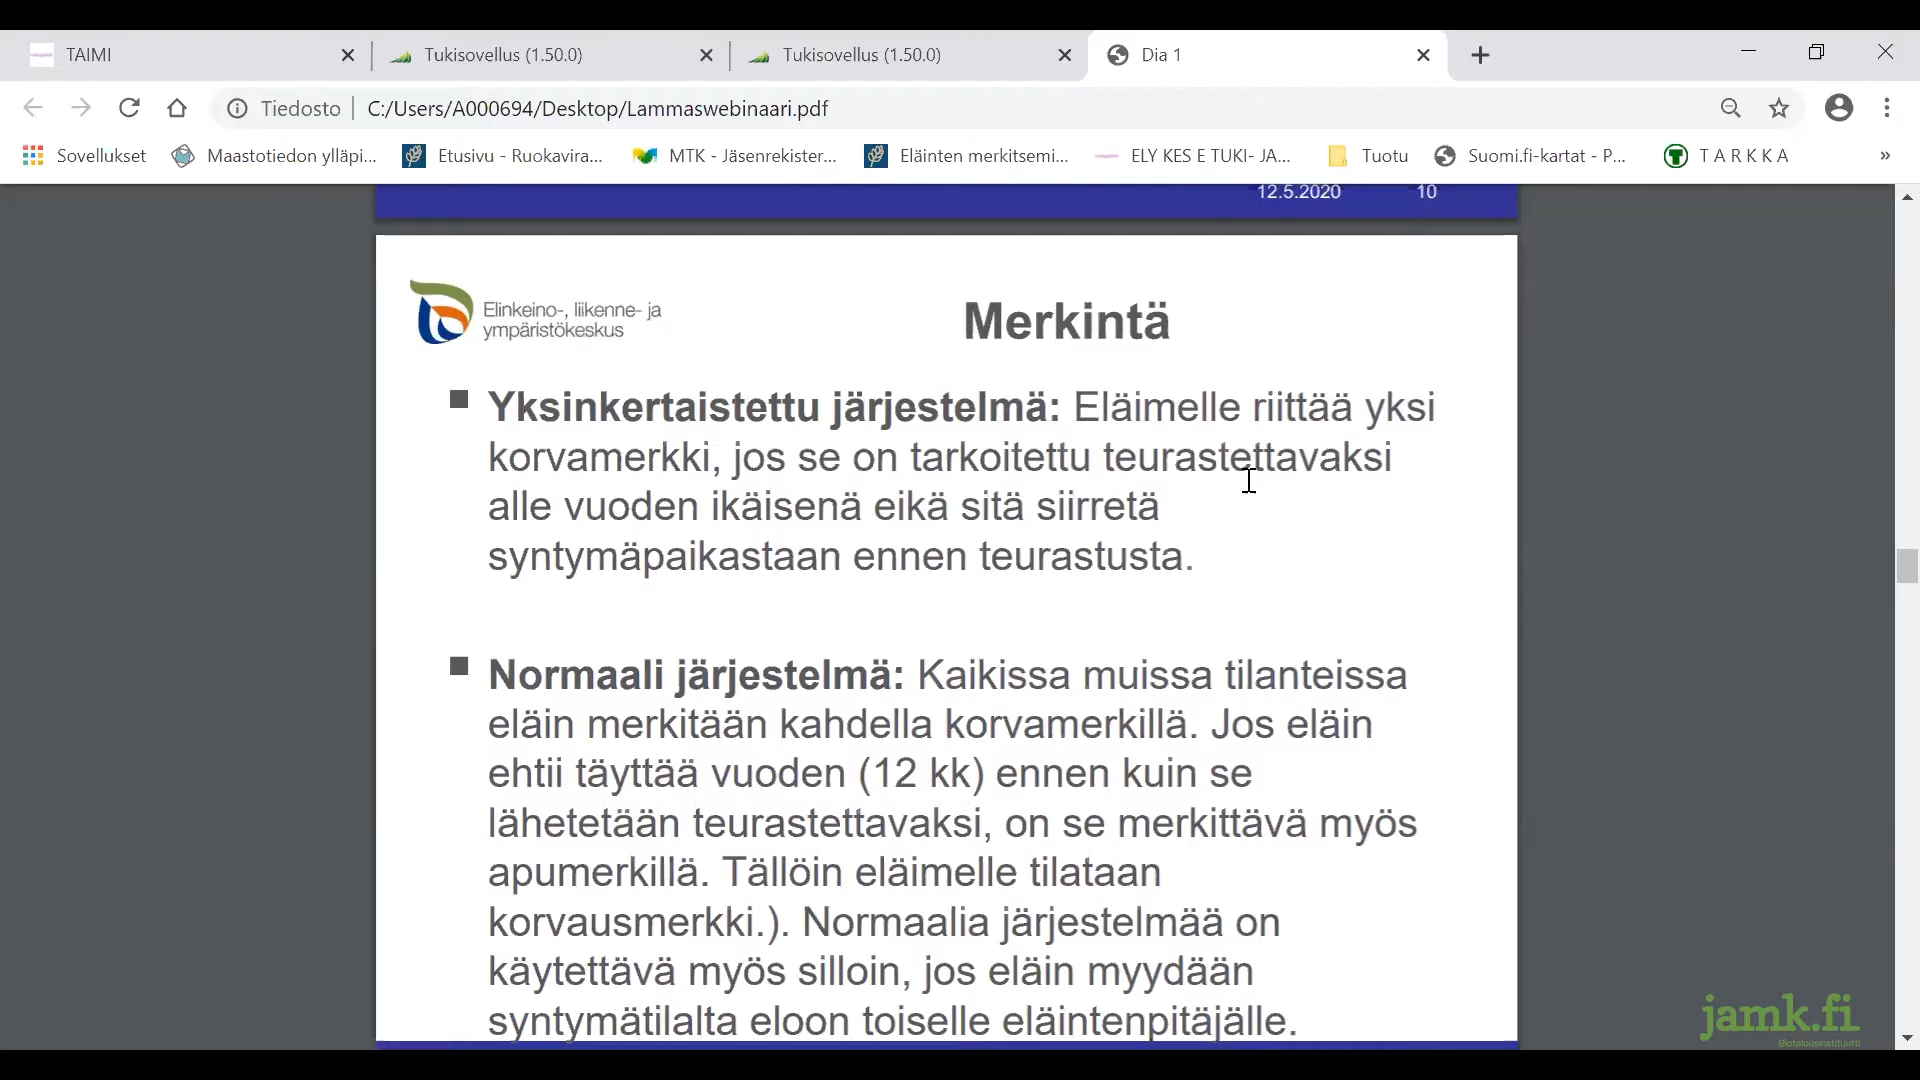 TAIMI
Tukisovellus (1.50.0)
Tukisovellus (1.50.0)
Dia 1
Tiedosto
C:/Users/A000694/Desktop/Lammaswebinaari.pdf
Sovellukset
Maastotiedon ylläpi...
Etusivu - Ruokavira...
MTK - Jäsenrekister...
Eläinten merkitsemi...
ELY KES E TUKI- JA...
Tuotu
Suomi.fi-kartat - P...
T A R K K A
»
12.5.2020
10
Elinkeino-, liikenne- ja
ympäristökeskus
Merkintä
Yksinkertaistettu järjestelmä: Eläimelle riittää yksi
korvamerkki, jos se on tarkoitettu teurastettavaksi
alle vuoden ikäisenä eikä sitä siirretä
syntymäpaikastaan ennen teurastusta.
Normaali järjestelmä: Kaikissa muissa tilanteissa
eläin merkitään kahdella korvamerkillä. Jos eläin
ehtii täyttää vuoden (12 kk) ennen kuin se
lähetetään teurastettavaksi, on se merkittävä myös
apumerkillä. Tällöin eläimelle tilataan
korvausmerkki.). Normaalia järjestelmää on
käytettävä myös silloin, jos eläin myydään
syntymätilalta eloon toiselle eläintenpitäjälle.
jamk.fi
Biotalousinstituutti